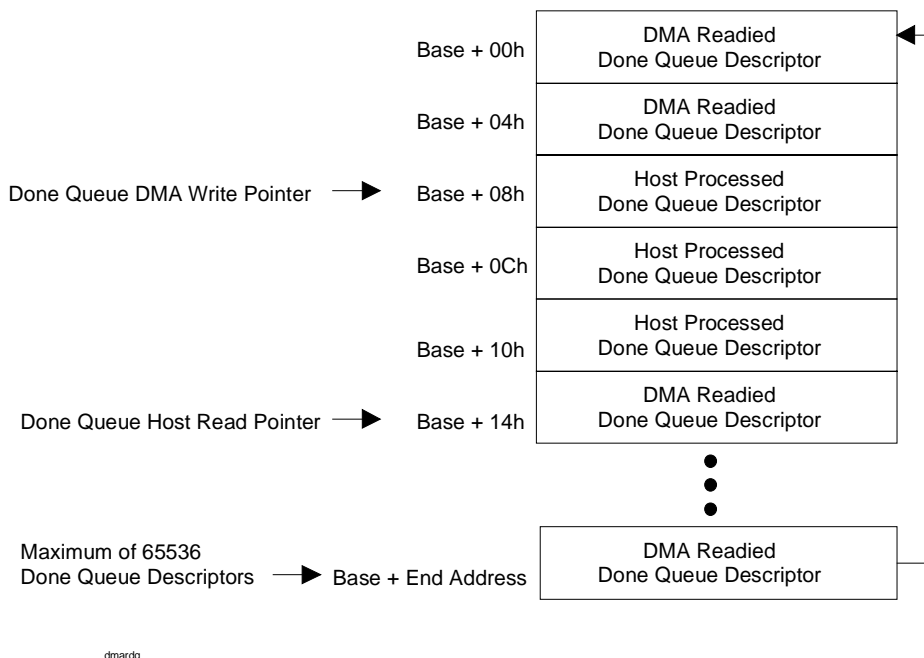 Base + 00h
DMA Readied
Done Queue Descriptor
Base + 04h
DMA Readied
Done Queue Descriptor
Done Queue DMA Write Pointer
Base + 08h
Host Processed
Done Queue Descriptor
Base + 0Ch
Host Processed
Done Queue Descriptor
Base + 10h
Host Processed
Done Queue Descriptor
Done Queue Host Read Pointer
Base + 14h
DMA Readied
Done Queue Descriptor
Maximum of 65536
Done Queue Descriptors
Base + End Address
DMA Readied
Done Queue Descriptor
dmardq